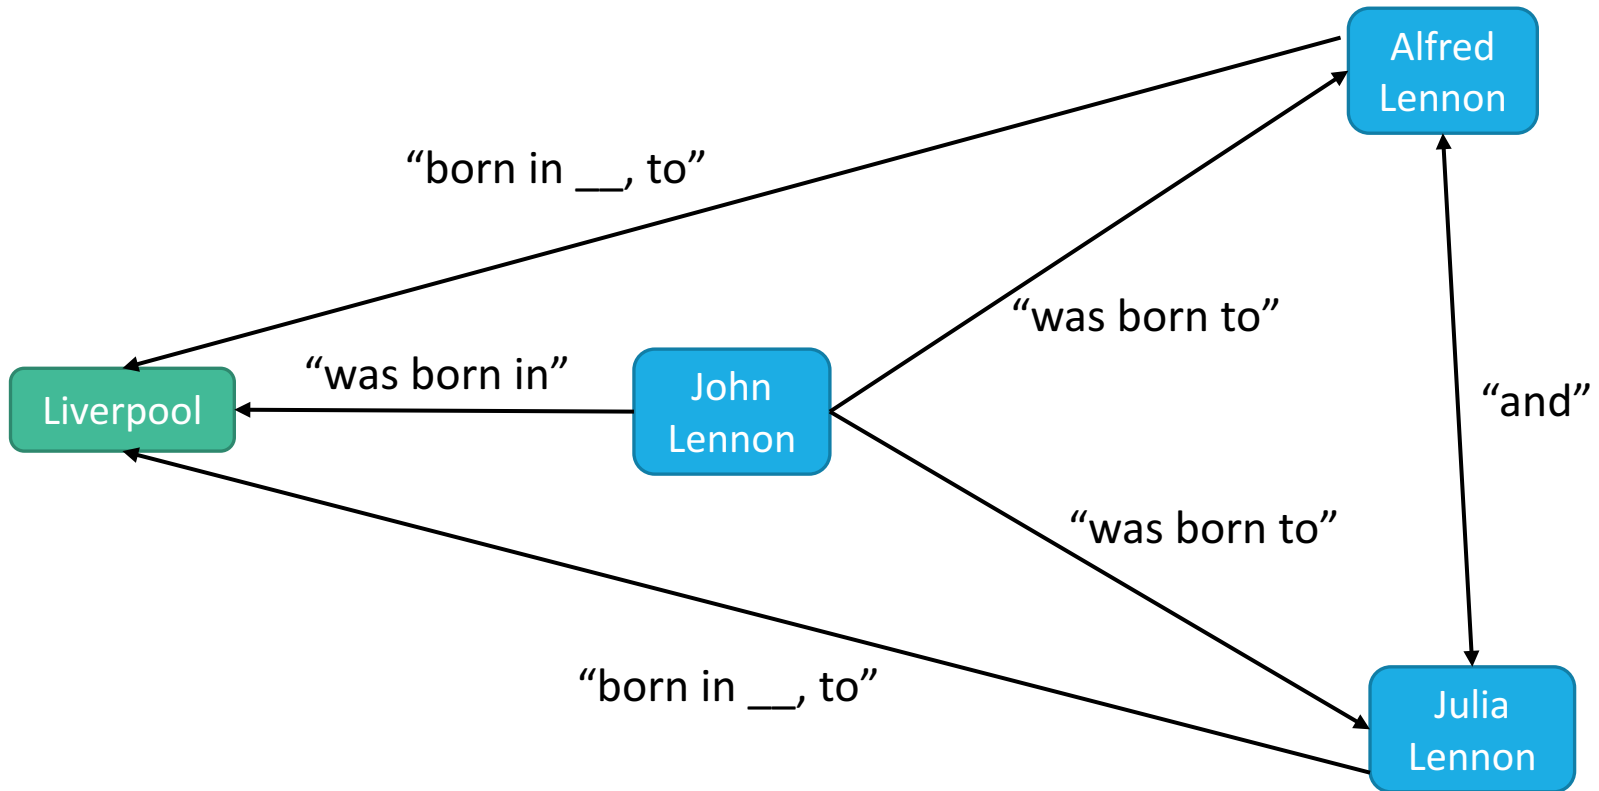 Alfred
Lennon
“born in __, to”
“was born to”
“was born in”
John
Lennon
Liverpool
“and”
“was born to”
“born in __, to”
Julia
Lennon